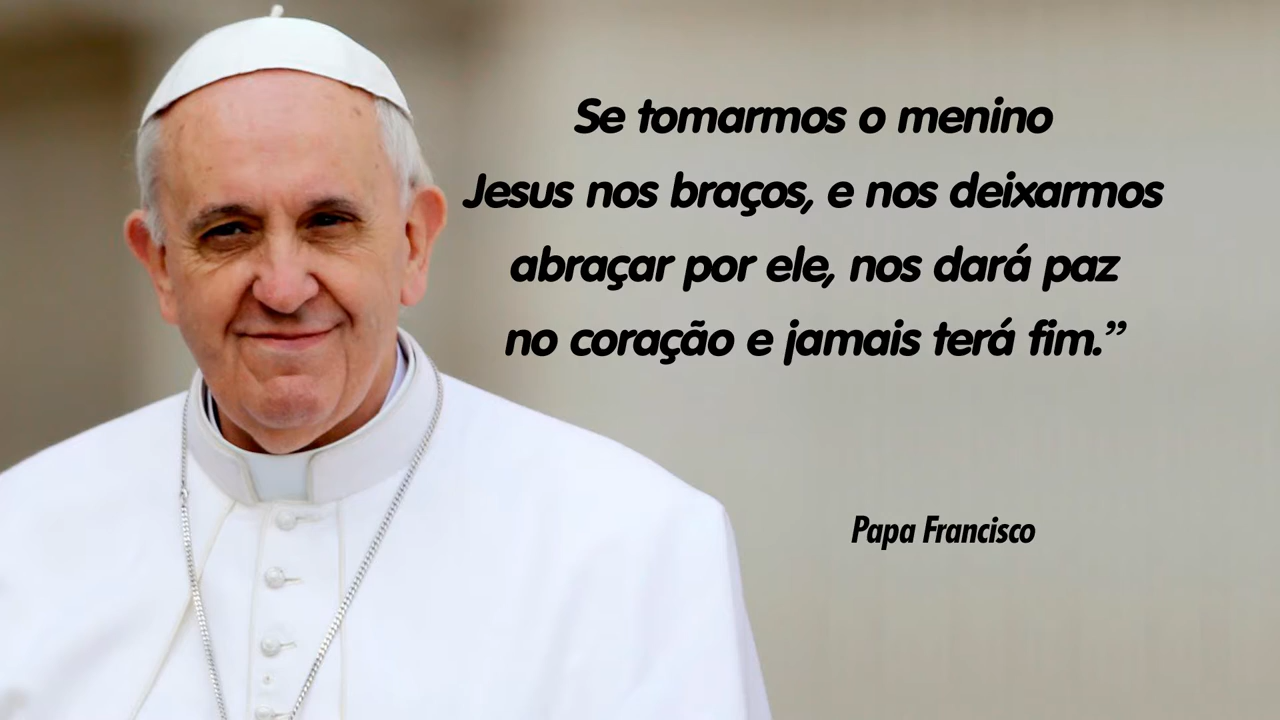 Se tomarmos o menino
Jesus nos braços, e nos deixarmos
abraçar por ele, nos dará paz
no coração e jamais terá fim.”
Papa Francisco